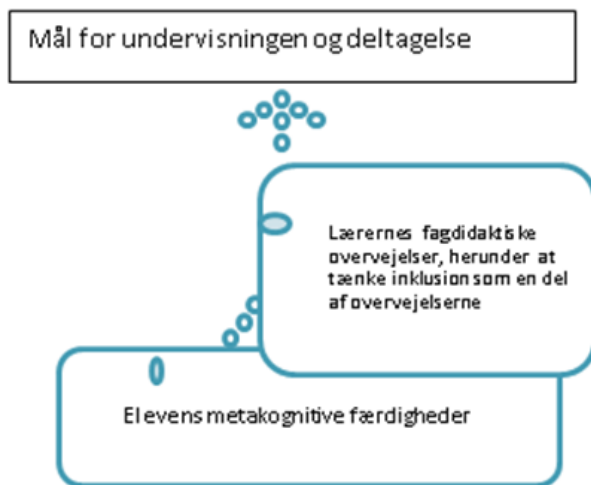 Mål for undervisningen og deltagelse
Lærernes fagdidaktiske
overvejelser, herunder at
tænke inklusion som en del
af overvejelserne
Elevens metakognitive færdigheder